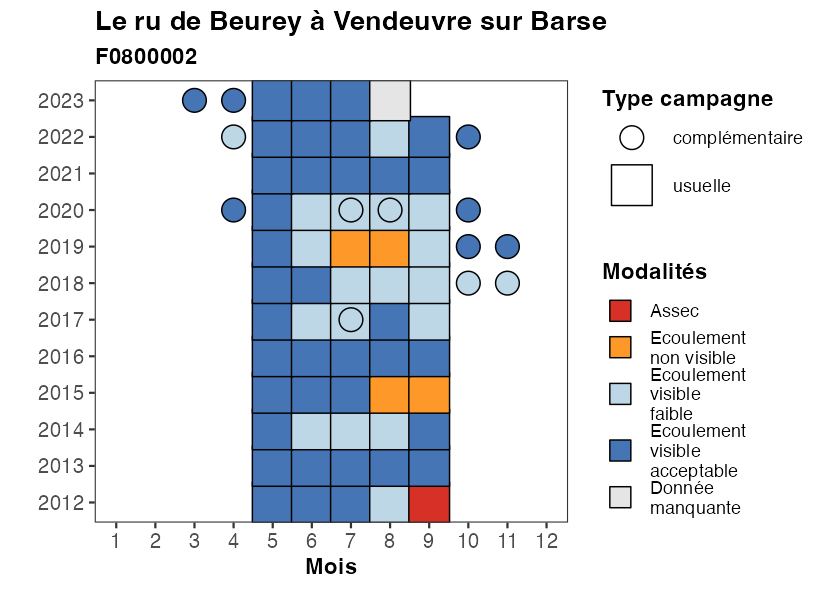 Le ru de Beurey à Vendeuvre sur Barse
F0800002
2023
2022
2021
2020
2019
2018
2017
2016
2015
2014
2013
2012
1 2 3 4 5 6 7 8 9 10 11 12
Mois
Type campagne
complémentaire
usuelle
Modalités
Assec
Ecoulement
non visible
Ecoulement
visible
faible
Ecoulement
visible
acceptable
Donnée
manquante